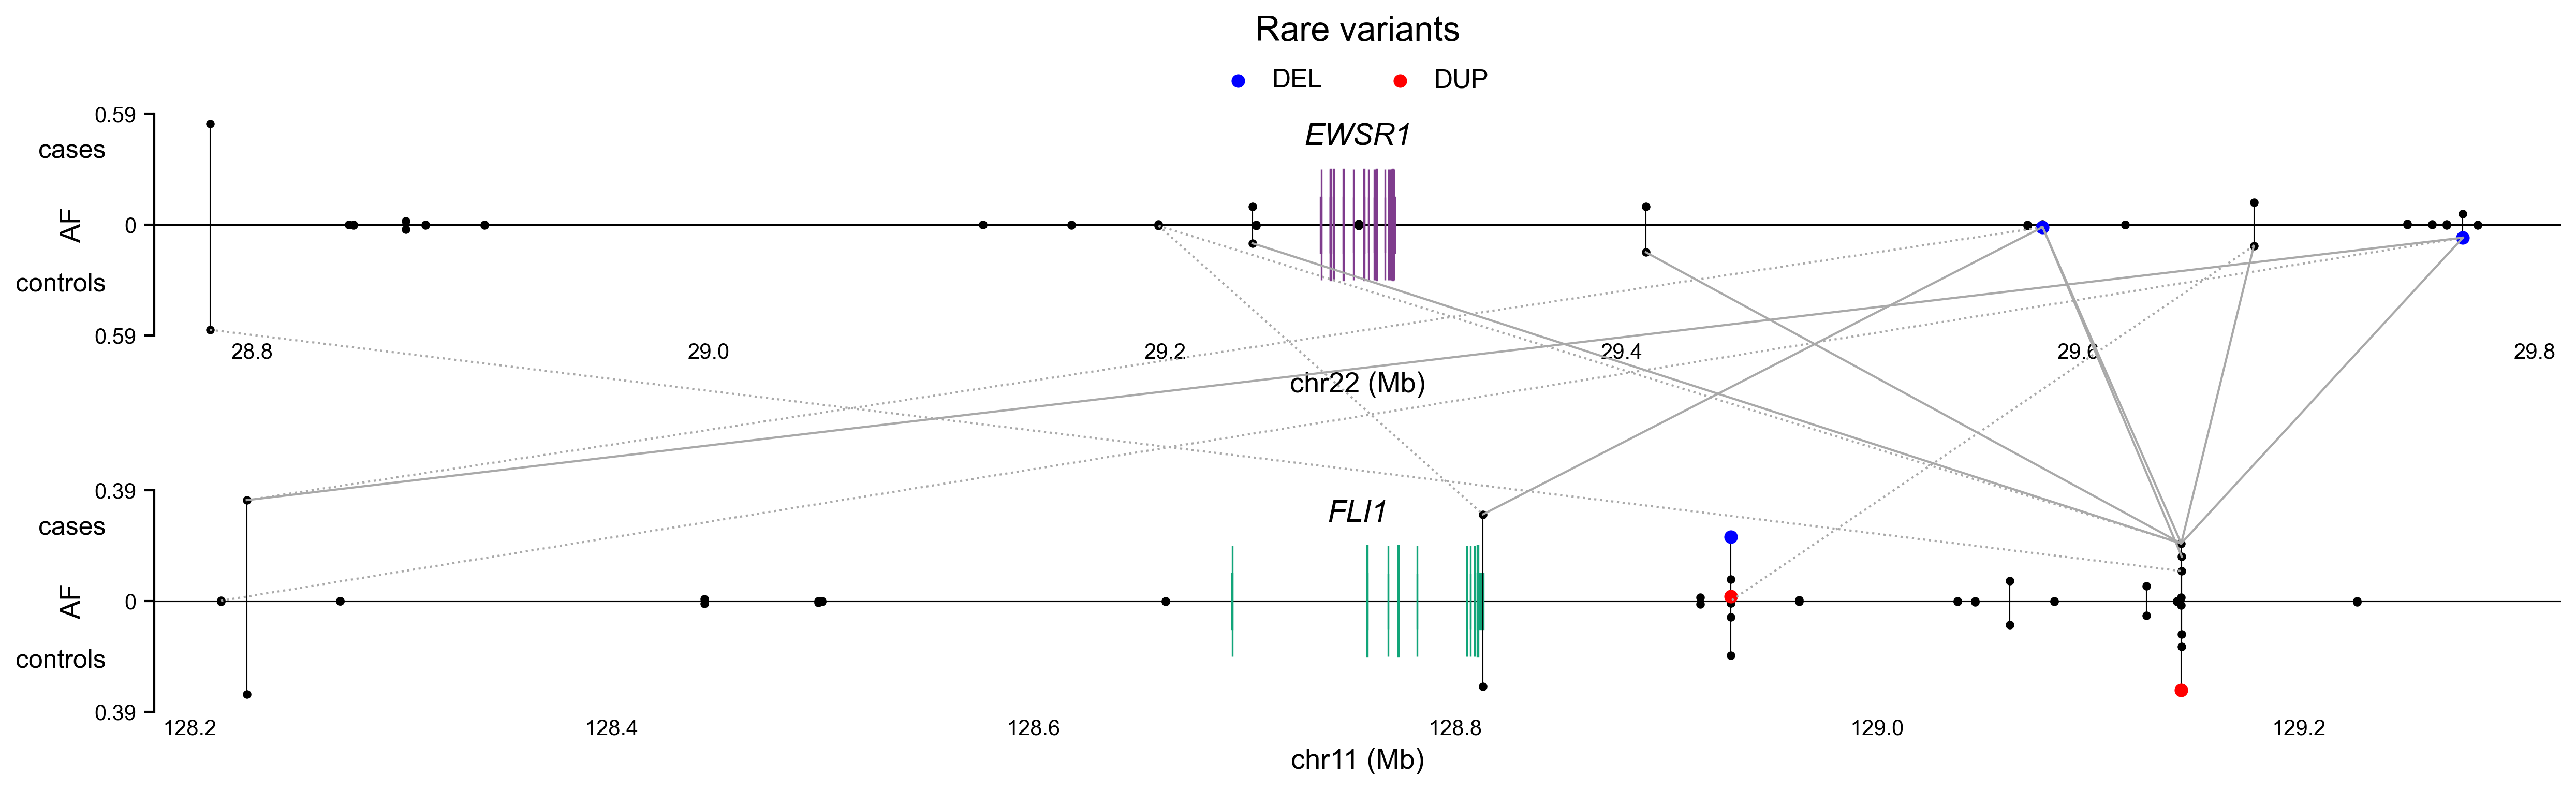 Rare variants
DEL DUP
0.59
cases
EWSR1
AF 0
controls
0.59
28.8 29.0 29.2 29.4 29.6 29.8
chr22 (Mb)
0.39
cases
FLI1
AF 0
controls
0.39
128.2 128.4 128.6 128.8 129.0 129.2
chr11 (Mb)